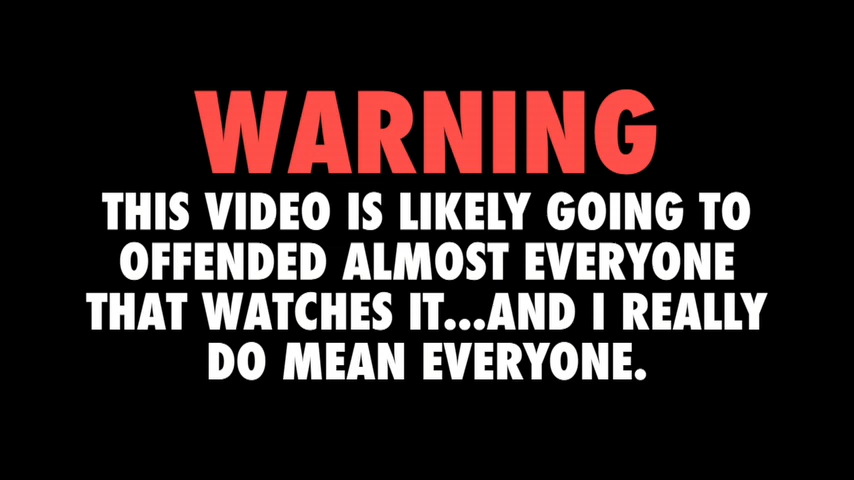 WARNING
THIS VIDEO IS LIKELY GOING TO
OFFENDED ALMOST EVERYONE
THAT WATCHES IT...AND I REALLY
DO MEAN EVERYONE.